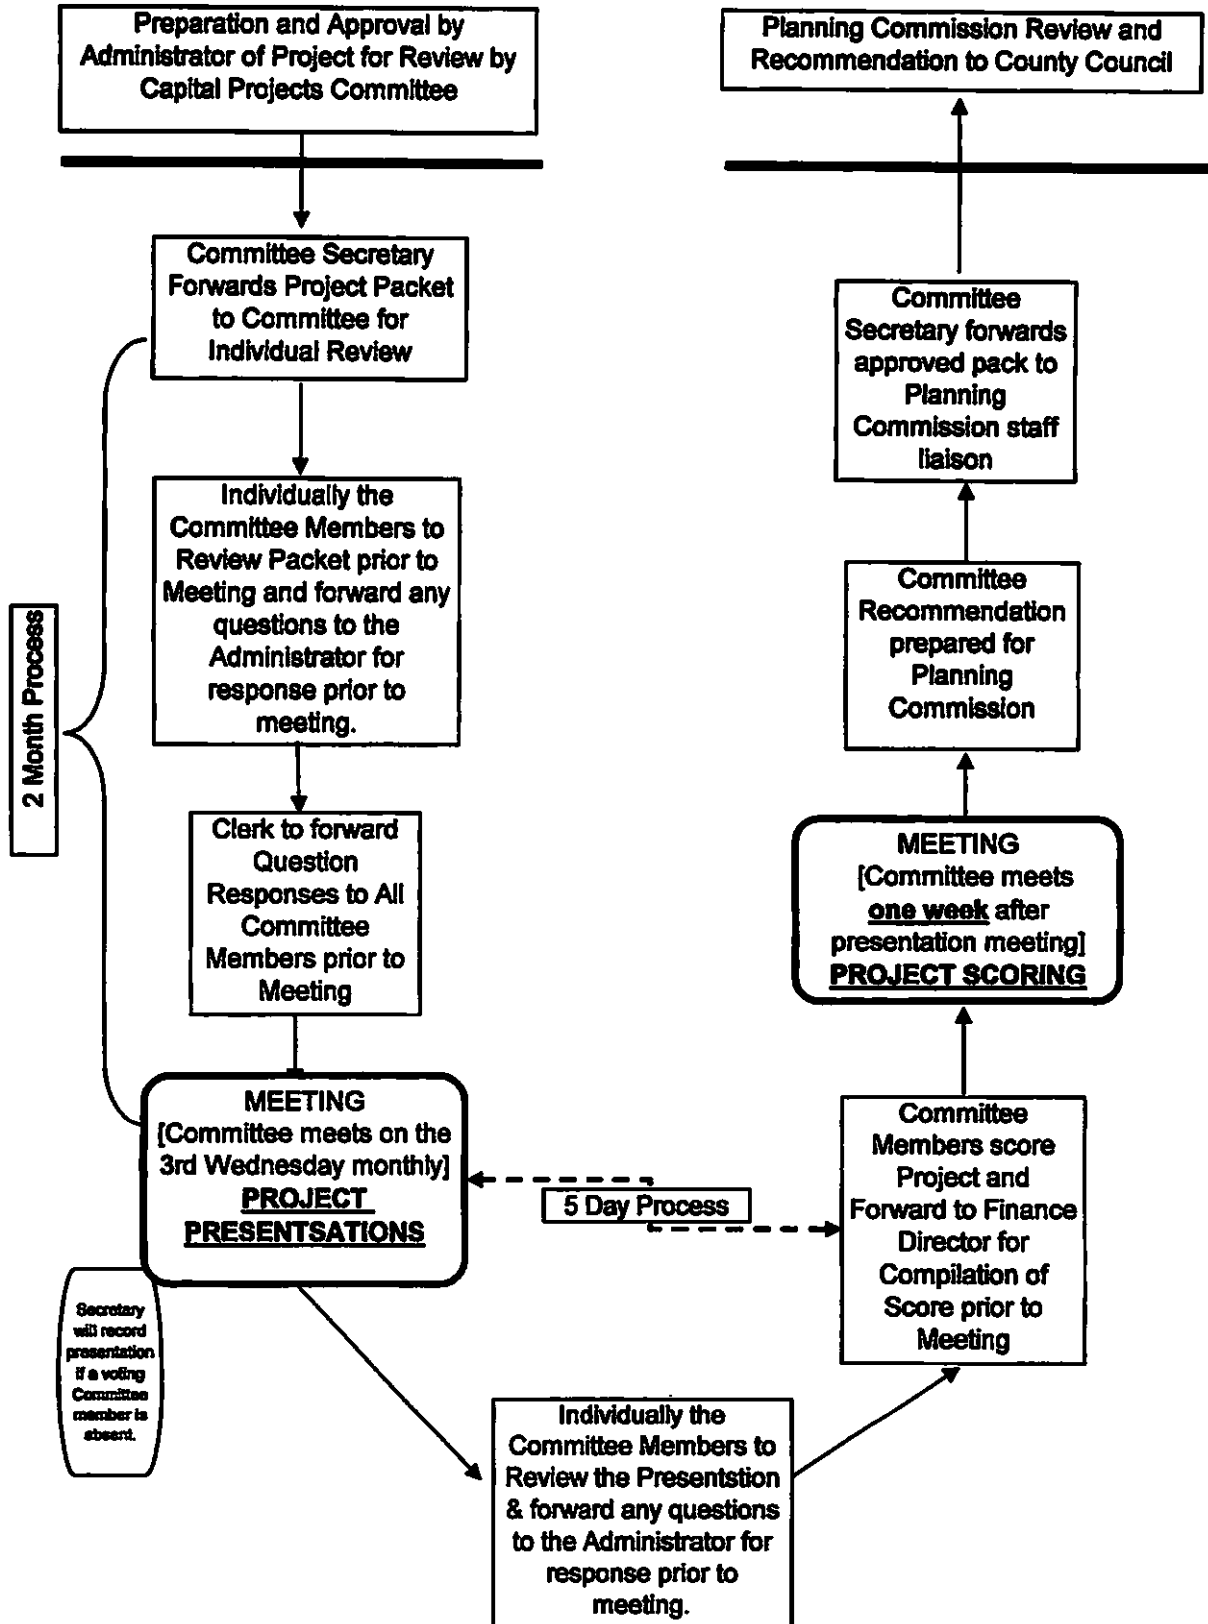 Preparation and Approval by
Administrator of Project for Review by
Capital Projects Committee
Committee Secretary
Forwards Project Packet
to Committee for
Individual Review
Individually the
Committee Members to
Review Packet prior to
Meeting and forward any
questions to the
Administrator for
response prior to
meeting.
2 Month Process
Clerk to forward
Question
Responses to All
Committee
Members prior to
Meeting
MEETING
[Committee meets on the
3rd Wednesday monthly]
PROJECT
PRESENTSATIONS
Secretary
will record
presentation
if a voting
Committee
member is
absent.
5 Day Process
Individually the
Committee Members to
Review the Presentstion
& forward any questions
to the Administrator for
response prior to
meeting.
Committee
Members score
Project and
Forward to Finance
Director for
Compilation of
Score prior to
Meeting
MEETING
[Committee meets
one week after
presentation meeting]
PROJECT SCORING
Committee
Recommendation
prepared for
Planning
Commission
Committee
Secretary forwards
approved pack to
Planning
Commission staff
liaison
Planning Commission Review and
Recommendation to County Council